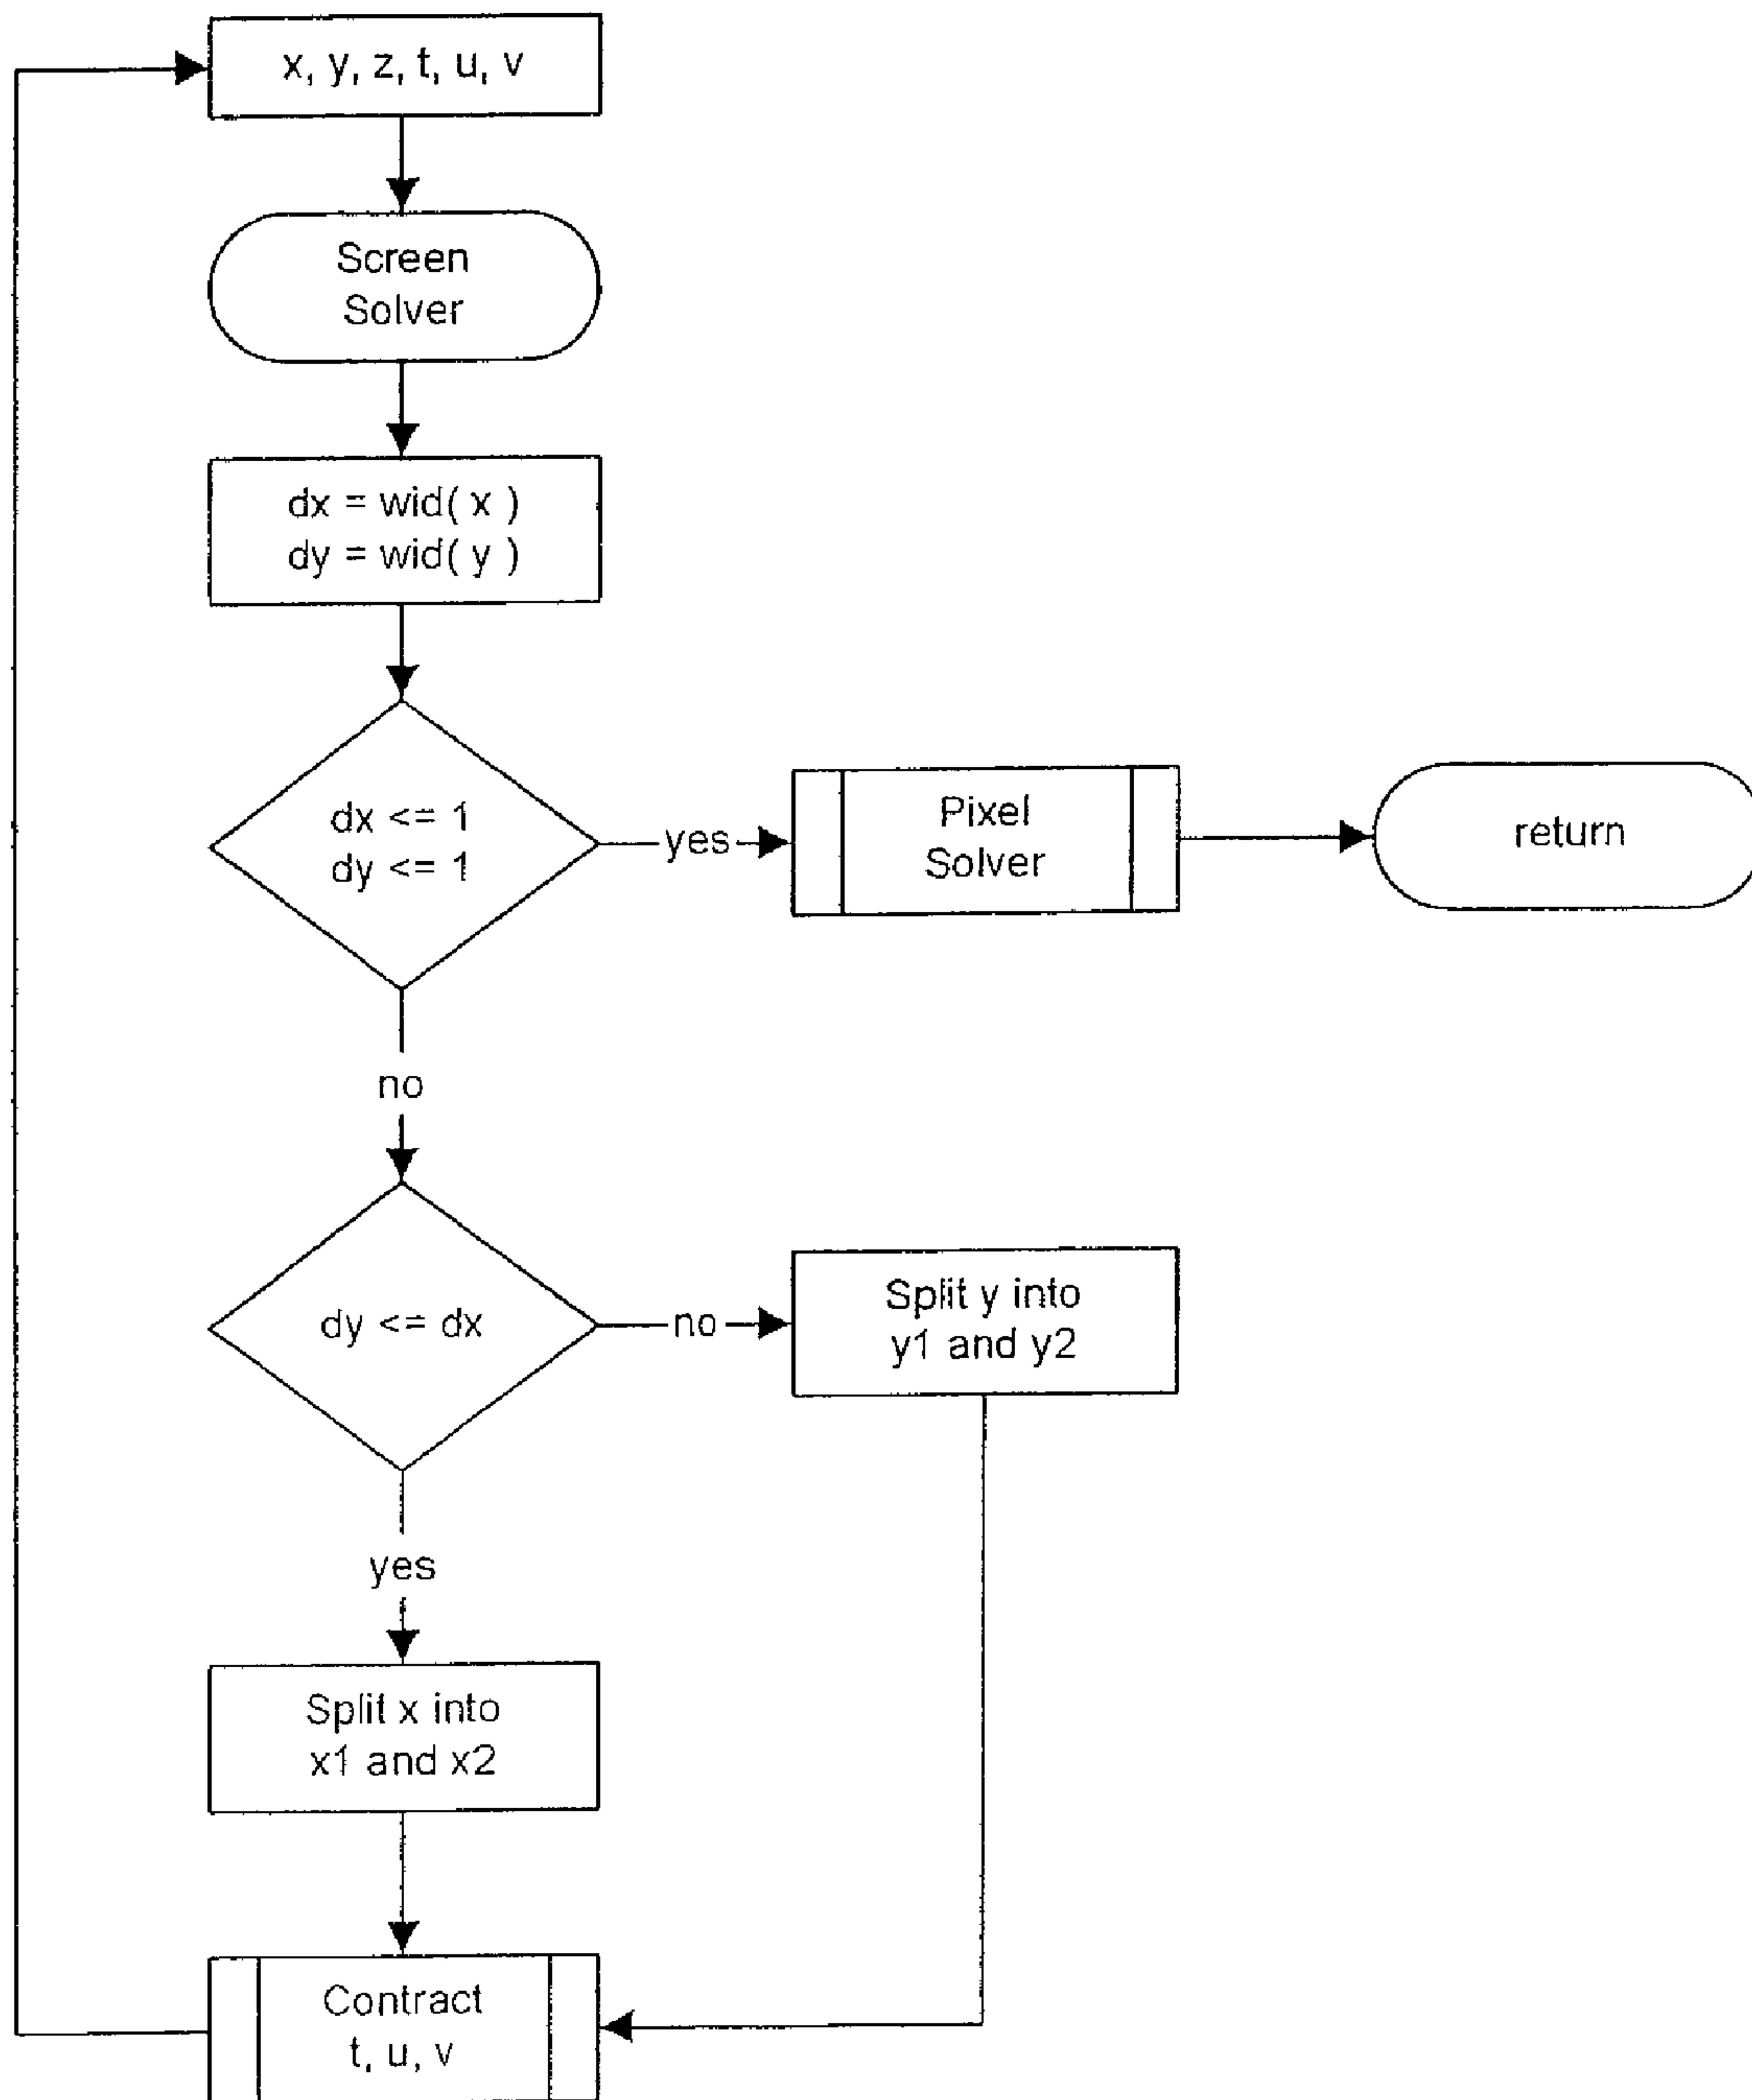 x, y, z, t, u, v
Screen
Solver
dx = wid( x )
dy = wid( y )
dx <= 1
dy <= 1
yes
Pixel
Solver
return
no
dy <= dx
no
Split y into
y1 and y2
yes
Split x into
x1 and x2
Contract
t, u, v